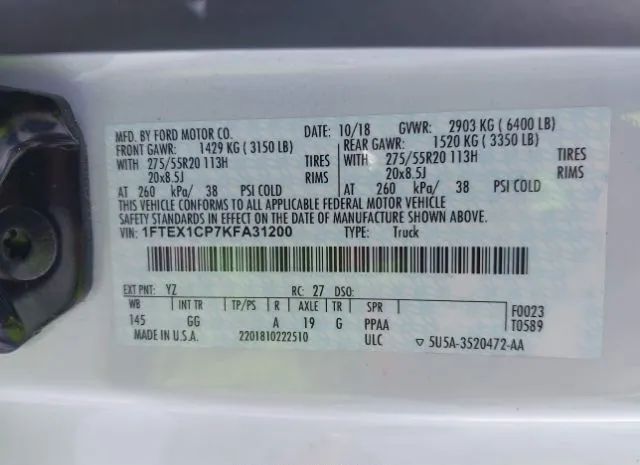 MFD. BY FORD MOTOR CO. DATE: 10/18 GVWR: 2903 KG ( 6400 LB)
FRONT GAWR: 1429 KG ( 3150 LB) REAR GAWR: 1520 KG ( 3350 LB)
WITH 275/55R20 113H TIRES WITH 275/55R20 113H TIRES
20x8.5J RIMS 20x8.5J RIMS
AT 260 kPa/ 38 PSI COLD AT 260 kPa/ 38 PSI COLD
THIS VEHICLE CONFORMS TO ALL APPLICABLE FEDERAL MOTOR VEHICLE
SAFETY STANDARDS IN EFFECT ON THE DATE OF MANUFACTURE SHOWN ABOVE.
VIN: 1FTEX1CP7KFA31200 TYPE: Truck
EXT PNT: YZ RC: 27 DSO:
WB INT TR TP/PS R AXLE TR SPR F0023
145 GG A 19 G PPAA T0589
MADE IN U.S.A. 2201810222510 ULC ▽ 5U5A-3520472-AA